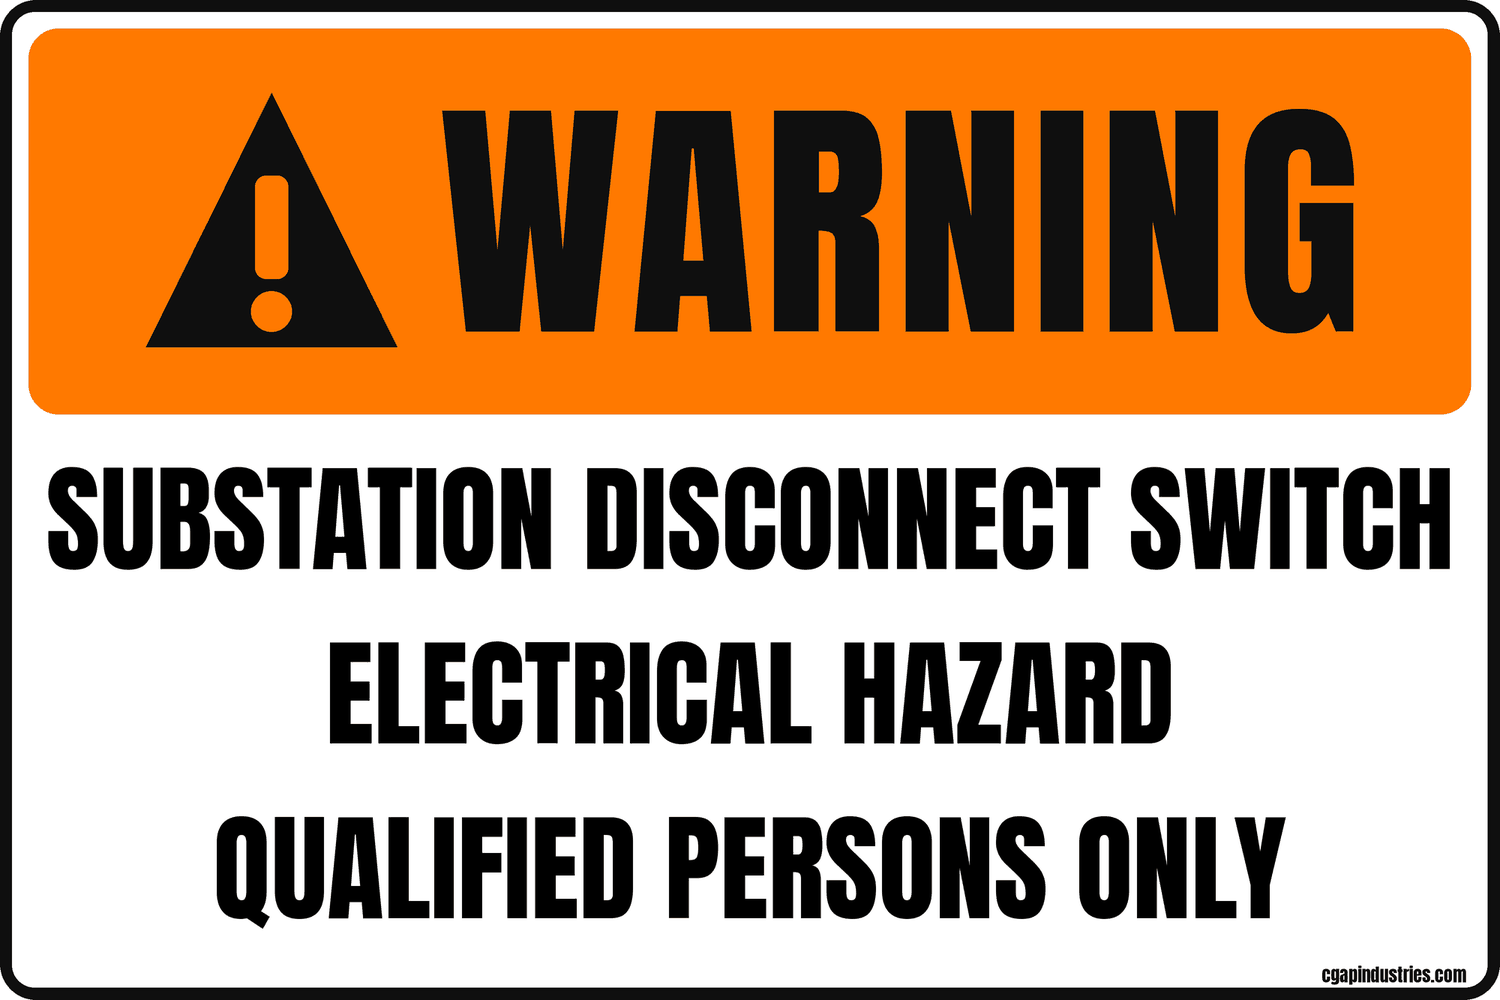 WARNING
SUBSTATION DISCONNECT SWITCH
ELECTRICAL HAZARD
QUALIFIED PERSONS ONLY
cgapindustries.com